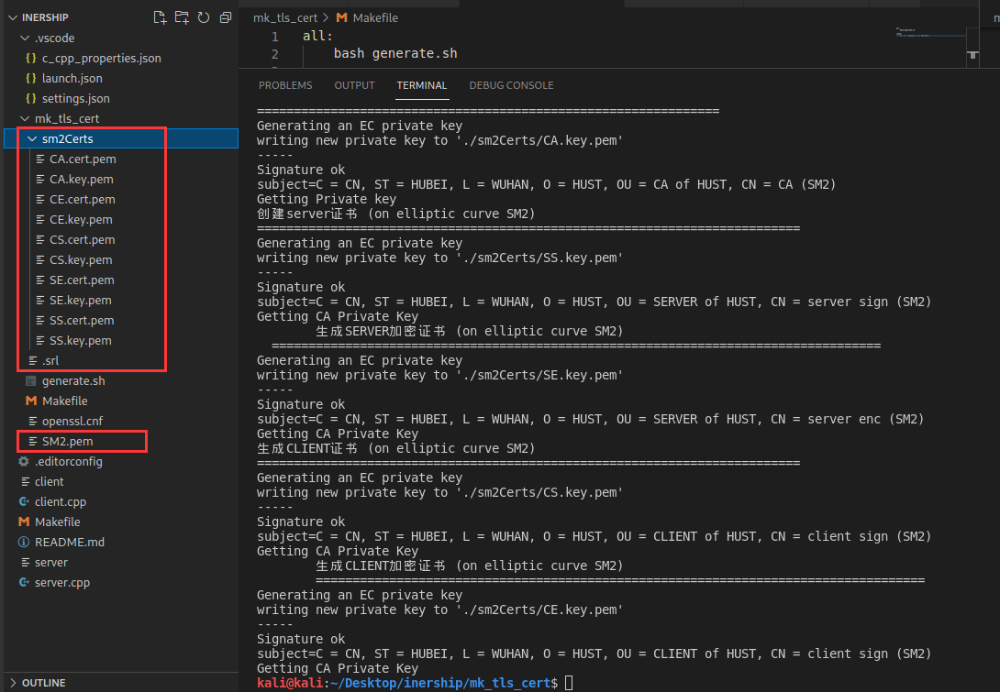 INERSHIP
.vscode
c_cpp_properties.json
launch.json
settings.json
mk_tls_cert
sm2Certs
CA.cert.pem
CA.key.pem
CE.cert.pem
CE.key.pem
CS.cert.pem
CS.key.pem
SE.cert.pem
SE.key.pem
SS.cert.pem
SS.key.pem
.srl
generate.sh
Makefile
openssl.cnf
SM2.pem
.editorconfig
client
client.cpp
Makefile
README.md
server
server.cpp
OUTLINE
mk_tls_cert > Makefile
1 all:
2 bash generate.sh
PROBLEMS OUTPUT TERMINAL DEBUG CONSOLE
===============================================================
Generating an EC private key
writing new private key to './sm2Certs/CA.key.pem'
-----
Signature ok
subject=C = CN, ST = HUBEI, L = WUHAN, O = HUST, OU = CA of HUST, CN = CA (SM2)
Getting Private key
创建server证书 (on elliptic curve SM2)
==========================================================================
Generating an EC private key
writing new private key to './sm2Certs/SS.key.pem'
-----
Signature ok
subject=C = CN, ST = HUBEI, L = WUHAN, O = HUST, OU = SERVER of HUST, CN = server sign (SM2)
Getting CA Private Key
生成SERVER加密证书 (on elliptic curve SM2)
===================================================================================
Generating an EC private key
writing new private key to './sm2Certs/SE.key.pem'
-----
Signature ok
subject=C = CN, ST = HUBEI, L = WUHAN, O = HUST, OU = SERVER of HUST, CN = server enc (SM2)
Getting CA Private Key
生成CLIENT证书 (on elliptic curve SM2)
==========================================================================
Generating an EC private key
writing new private key to './sm2Certs/CS.key.pem'
-----
Signature ok
subject=C = CN, ST = HUBEI, L = WUHAN, O = HUST, OU = CLIENT of HUST, CN = client sign (SM2)
Getting CA Private Key
生成CLIENT加密证书 (on elliptic curve SM2)
===================================================================================
Generating an EC private key
writing new private key to './sm2Certs/CE.key.pem'
-----
Signature ok
subject=C = CN, ST = HUBEI, L = WUHAN, O = HUST, OU = CLIENT of HUST, CN = client sign (SM2)
Getting CA Private Key
kali@kali:~/Desktop/inership/mk_tls_cert$